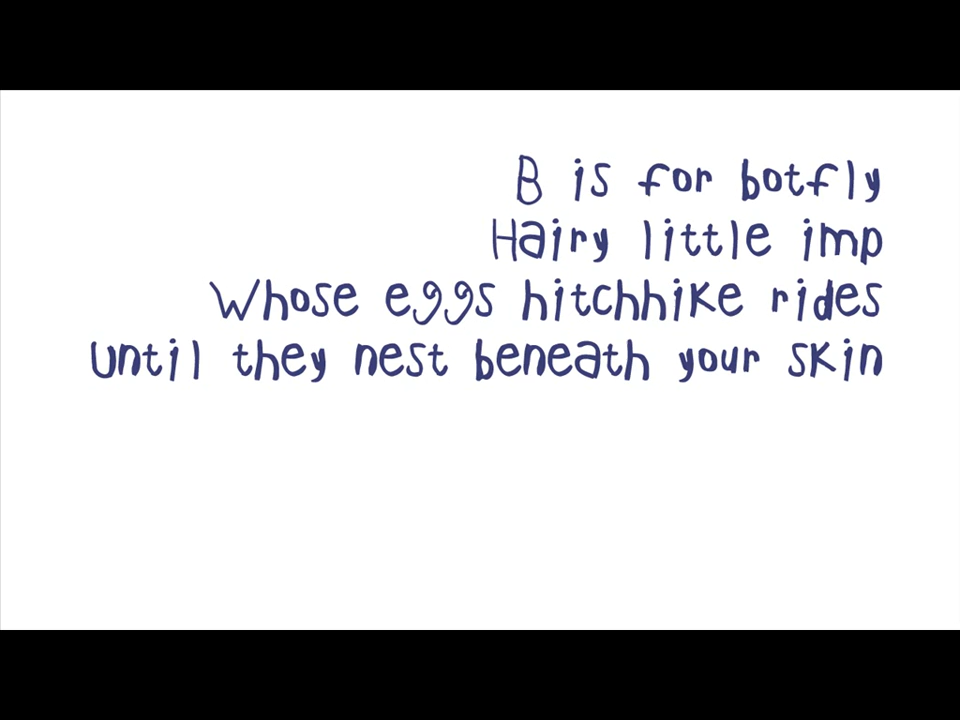 B is for botfly
Hairy little imp
Whose eggs hitchhike rides
until they nest beneath your skin